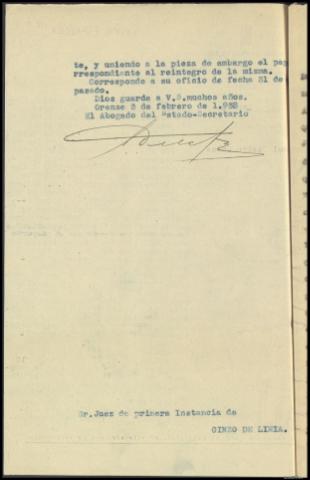 te, y uniendo a la pieza de embargo el pap
rrespondiente al reintegro de la misma.
Corresponde a su oficio de fecha 31 de
pasado.
Dios guarde a V.S.muchos años.
Orense 2 de febrero de 1.938
El Abogado del Estado-Secretario
Sr.Juez de primera Instancia de
GINZO DE LIMIA.